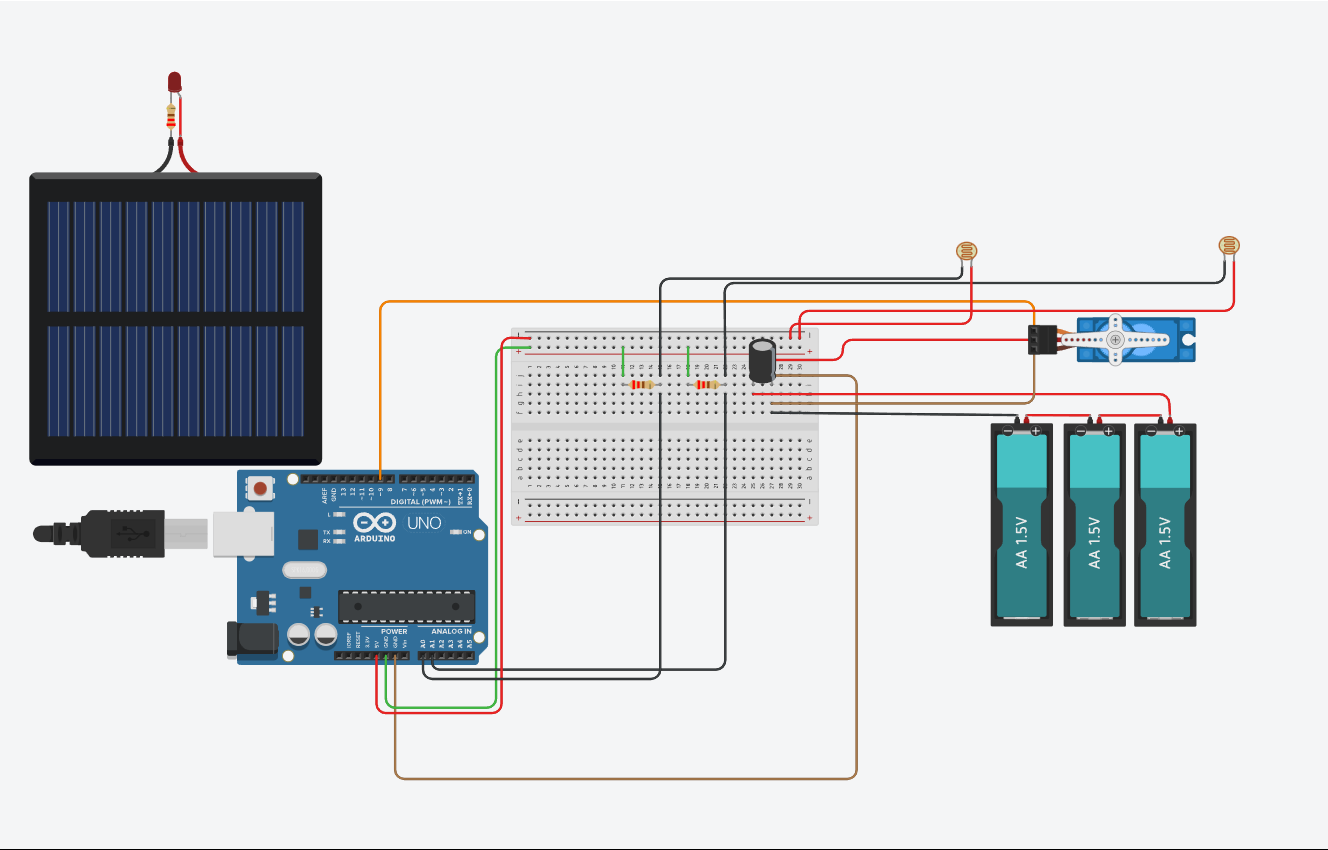 AREF
GND
13
12
~11
~10
~9
8
7
~6
~5
4
~3
2
TX→1
RX←0
DIGITAL (PWM~)
L
TX
RX
UNO
ARDUINO
ON
POWER
ANALOG IN
IOREF
RESET
3.3V
5V
GND
GND
Vin
A0
A1
A2
A3
A4
A5
AA 1.5V
AA 1.5V
AA 1.5V